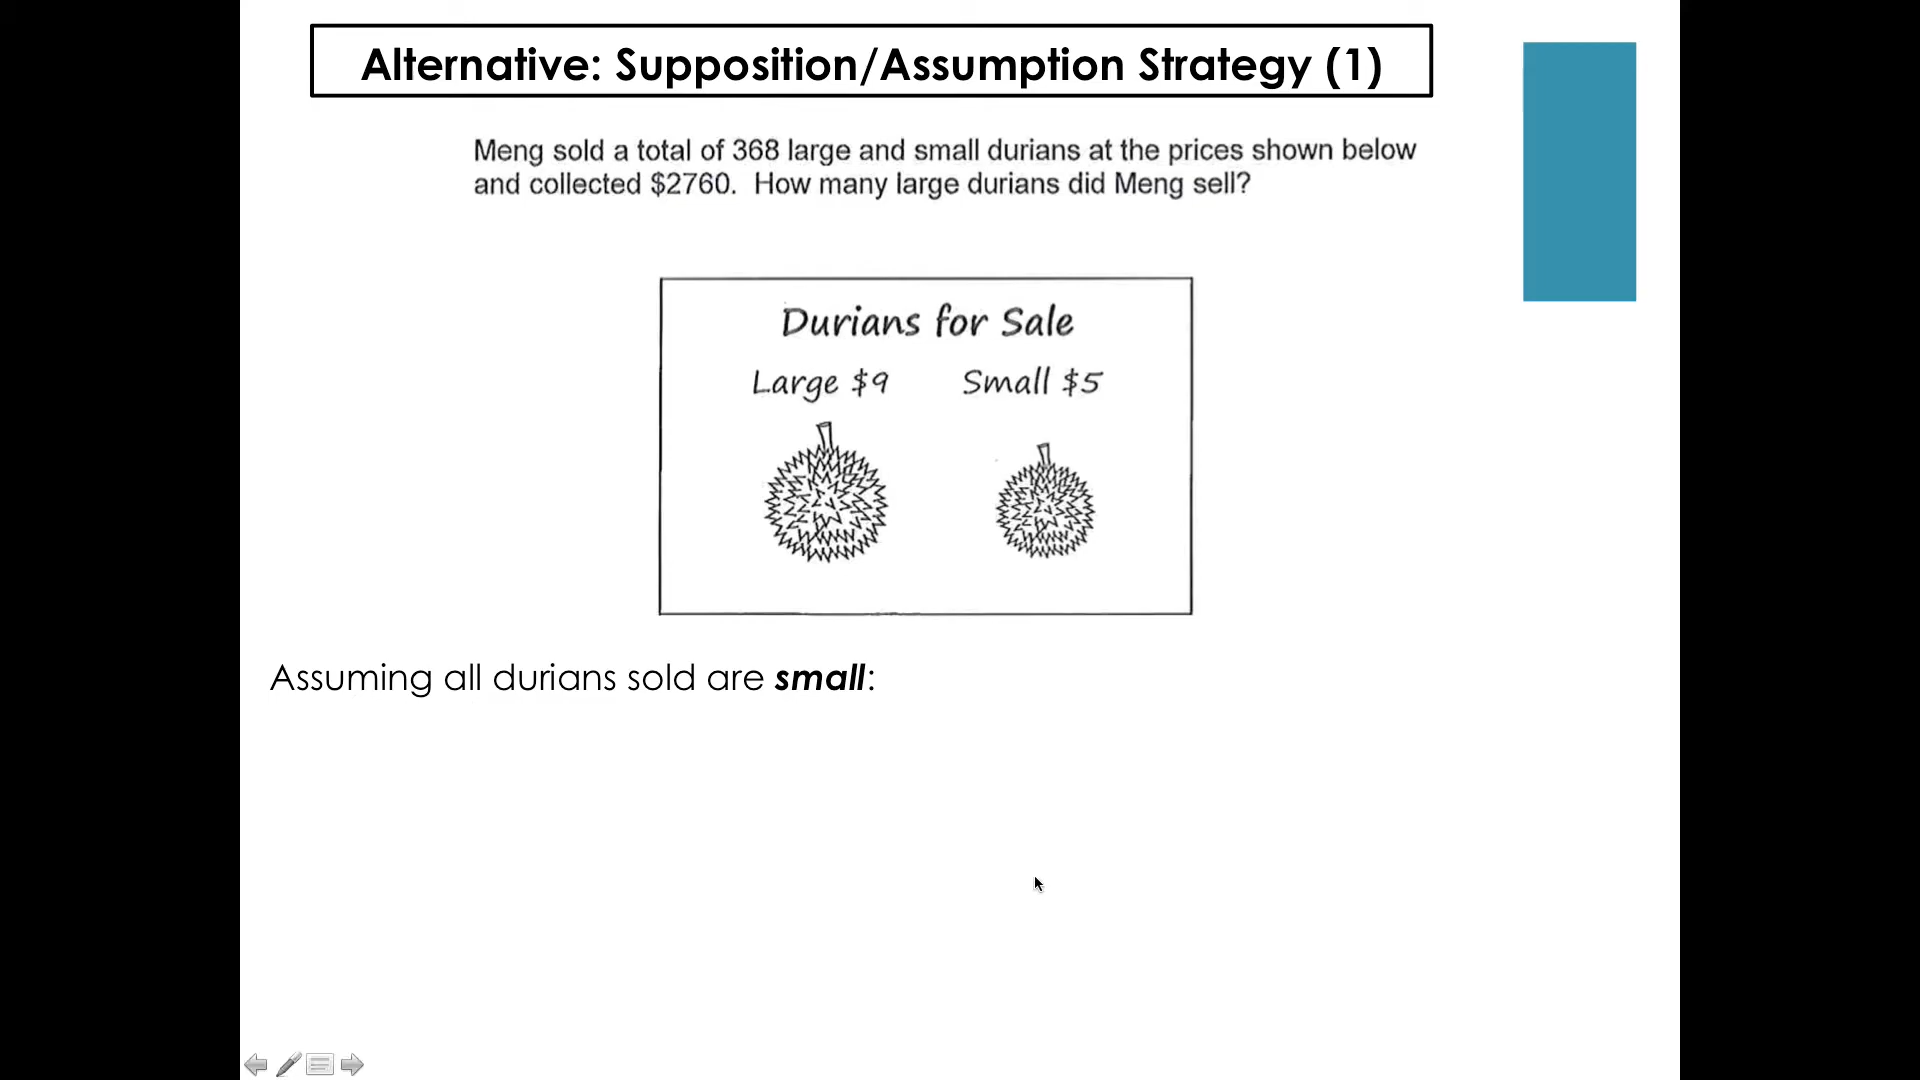 Alternative: Supposition/Assumption Strategy (1)
Meng sold a total of 368 large and small durians at the prices shown below
and collected $2760.  How many large durians did Meng sell?
Durians for Sale
Large $9 Small $5
Assuming all durians sold are small: